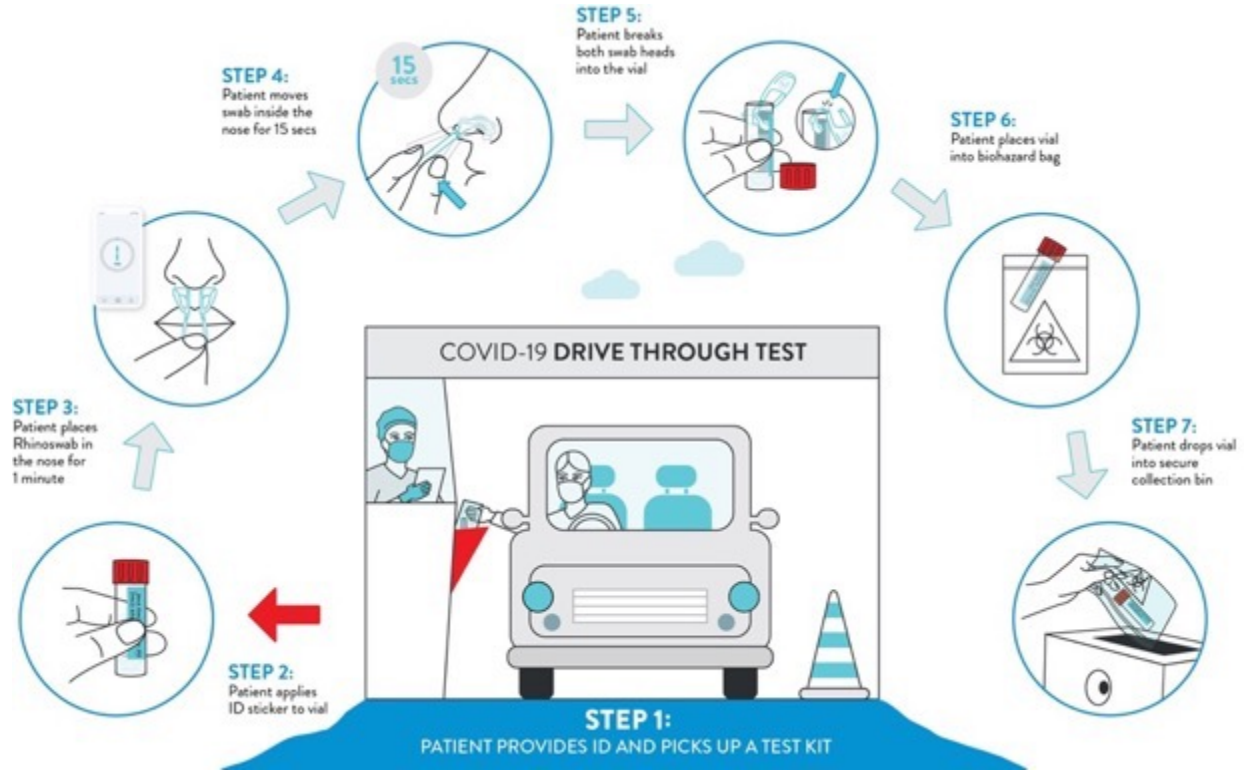 COVID-19 DRIVE THROUGH TEST
STEP 1:
PATIENT PROVIDES ID AND PICKS UP A TEST KIT
STEP 2:
Patient applies
ID sticker to vial
STEP 3:
Patient places
Rhinoswab in
the nose for
1 minute
STEP 4:
Patient moves
swab inside the
nose for 15 secs
15
secs
STEP 5:
Patient breaks
both swab heads
into the vial
STEP 6:
Patient places vial
into biohazard bag
STEP 7:
Patient drops vial
into secure
collection bin